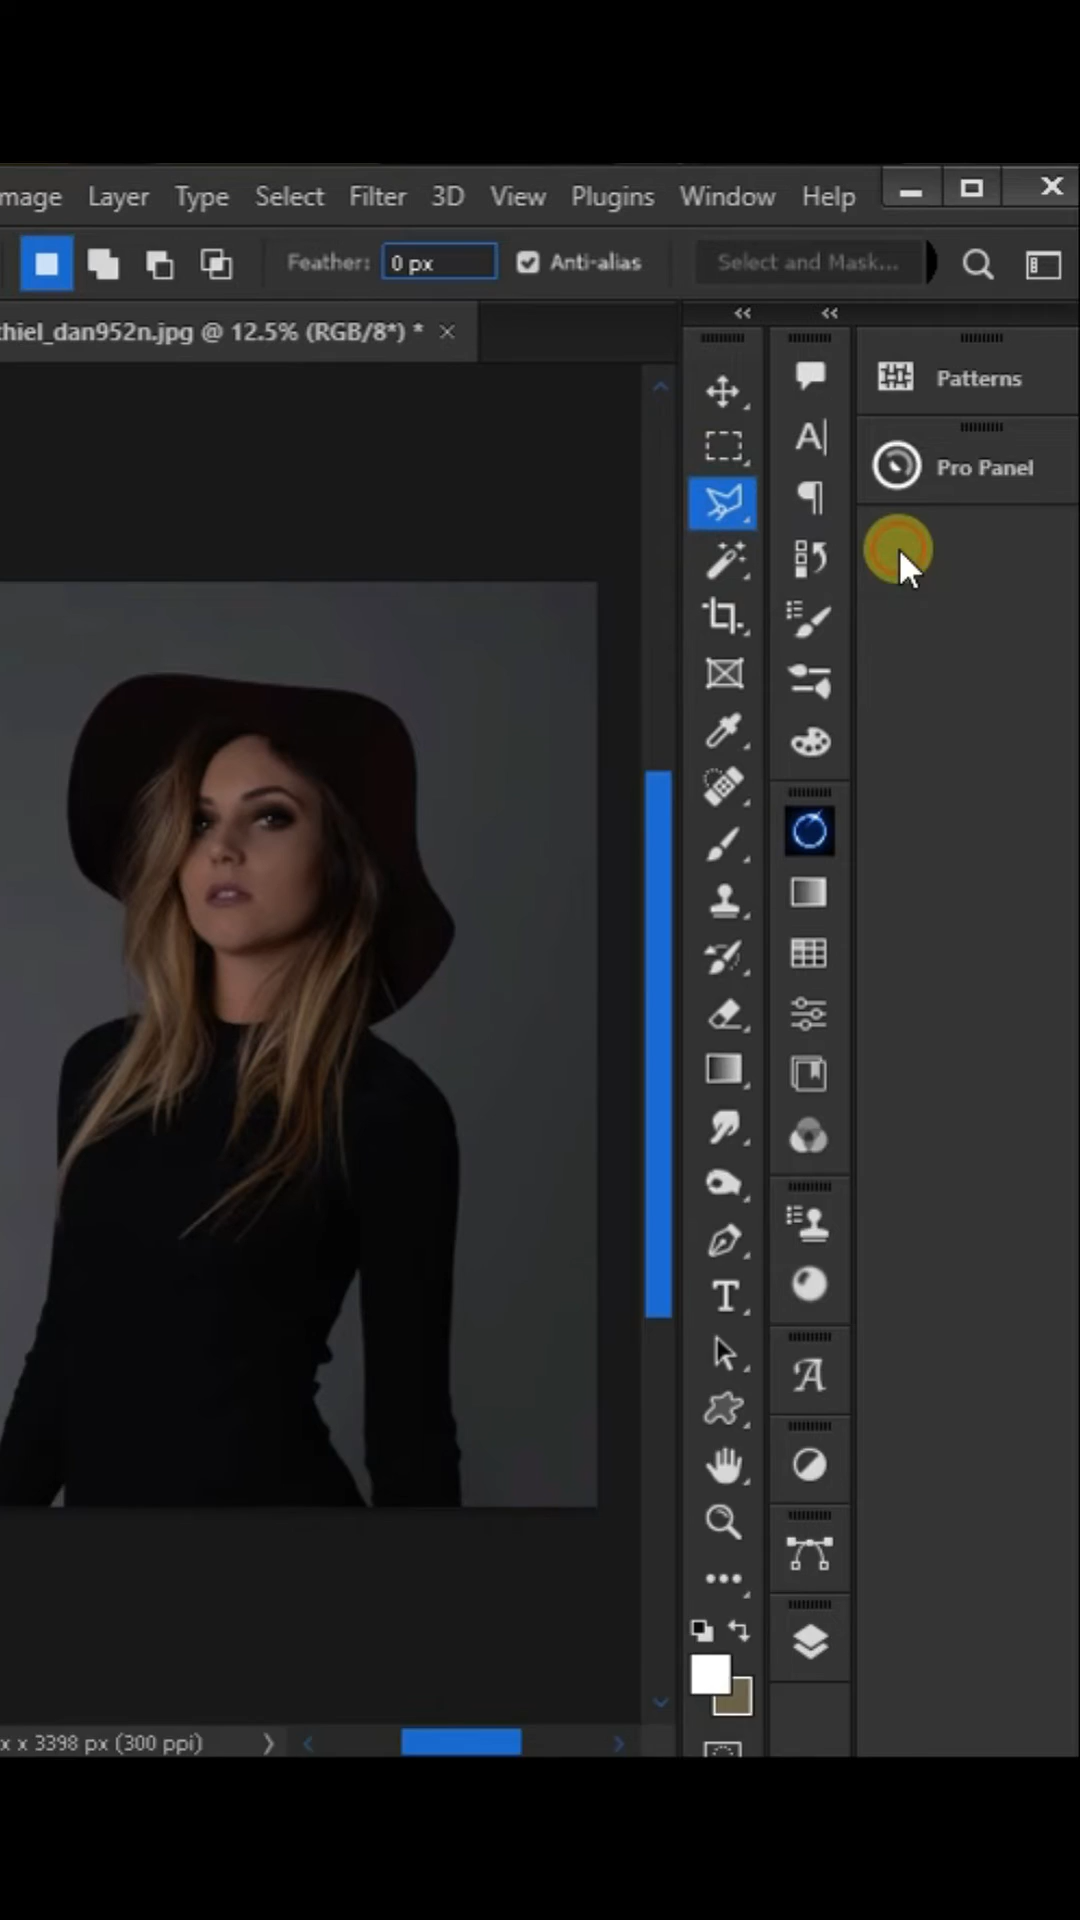 mage Layer Type Select Filter 3D View Plugins Window Help
Feather: 0 px Anti-alias Select and Mask...
thiel_dan952n.jpg @ 12.5% (RGB/8*) * ×
Patterns
Pro Panel
x x 3398 px (300 ppi)